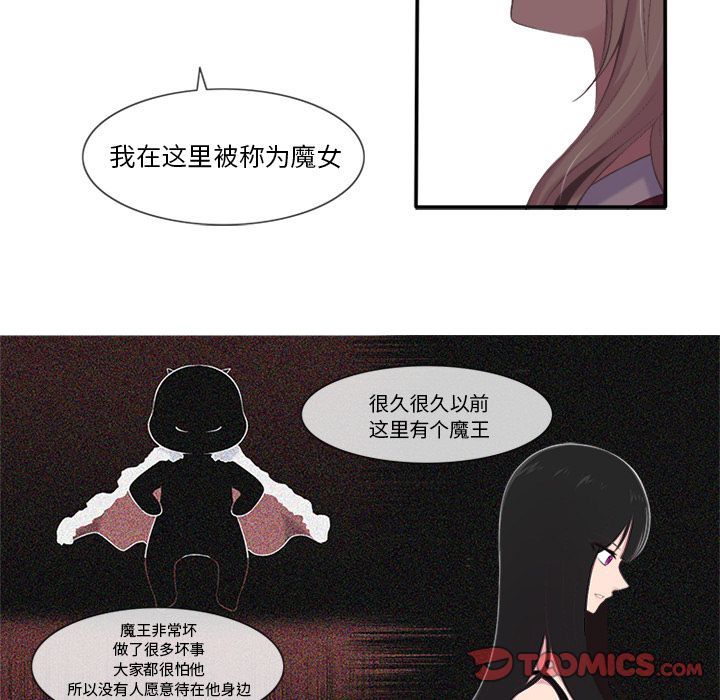 我在这里被称为魔女
很久很久以前
这里有个魔王
魔王非常坏
做了很多坏事
大家都很怕他
所以没有人愿意待在他身边
TOOMICS.COM